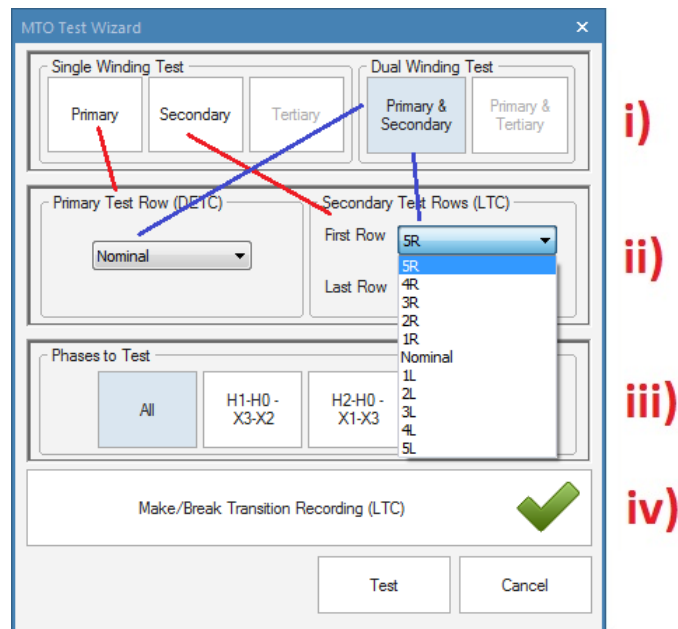 MTO Test Wizard
Single Winding Test
Dual Winding Test
Primary
Secondary
Tertiary
Primary &
Secondary
Primary &
Tertiary
i)
Primary Test Row (DETC)
Nominal
Secondary Test Rows (LTC)
First Row
5R
5R
4R
3R
2R
1R
Nominal
1L
2L
3L
4L
5L
Last Row
ii)
Phases to Test
All
H1-H0 -
X3-X2
H2-H0 -
X1-X3
iii)
Make/Break Transition Recording (LTC)
iv)
Test
Cancel